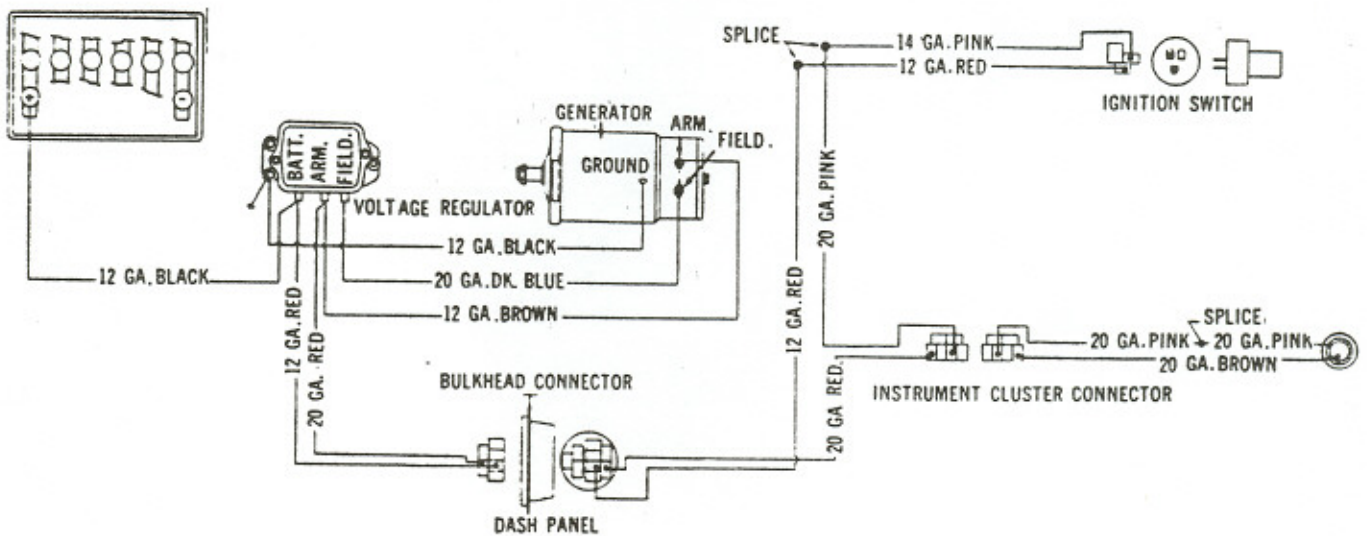 SPLICE
14 GA. PINK
12 GA. RED
IGNITION SWITCH
+
-
GENERATOR
ARM.
FIELD.
GROUND
BATT.
ARM.
FIELD.
VOLTAGE REGULATOR
12 GA. BLACK
12 GA. BLACK
20 GA. DK. BLUE
12 GA. BROWN
12 GA. RED
20 GA. RED
20 GA. PINK
12 GA. RED
20 GA RED.
SPLICE.
20 GA. PINK
20 GA. PINK
20 GA. BROWN
INSTRUMENT CLUSTER CONNECTOR
BULKHEAD CONNECTOR
DASH PANEL